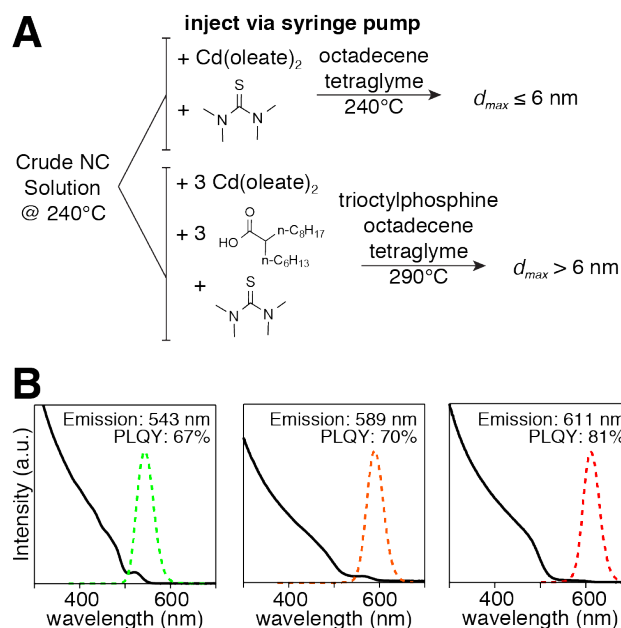 A
inject via syringe pump
+ Cd(oleate)₂
+
S
N N
octadecene
tetraglyme
240°C
dmax ≤ 6 nm
Crude NC
Solution
@ 240°C
+ 3 Cd(oleate)₂
+ 3
O
HO
n-C₈H₁₇
n-C₆H₁₃
+
S
N N
trioctylphosphine
octadecene
tetraglyme
290°C
dmax > 6 nm
B
Intensity (a.u.)
Emission: 543 nm
PLQY: 67%
400 600
wavelength (nm)
Emission: 589 nm
PLQY: 70%
400 600
wavelength (nm)
Emission: 611 nm
PLQY: 81%
400 600
wavelength (nm)